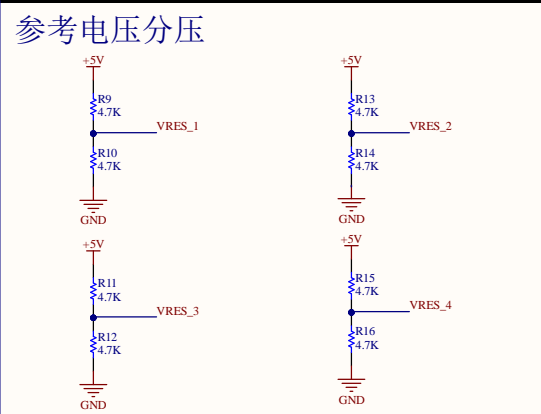 参考电压分压
+5V
R9
4.7K
VRES_1
R10
4.7K
GND
+5V
R13
4.7K
VRES_2
R14
4.7K
GND
+5V
R11
4.7K
VRES_3
R12
4.7K
GND
+5V
R15
4.7K
VRES_4
R16
4.7K
GND